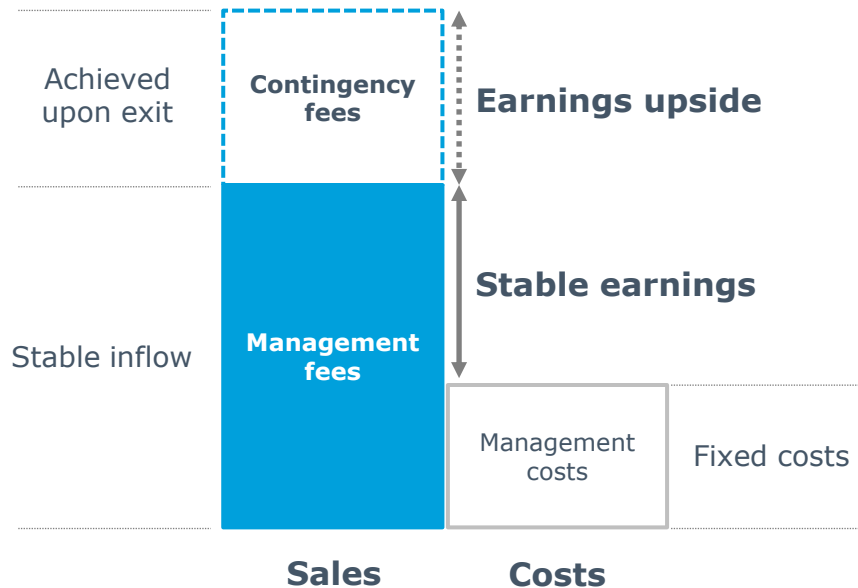 Achieved
upon exit
Contingency
fees
Earnings upside
Stable earnings
Stable inflow
Management
fees
Management
costs
Fixed costs
Sales
Costs